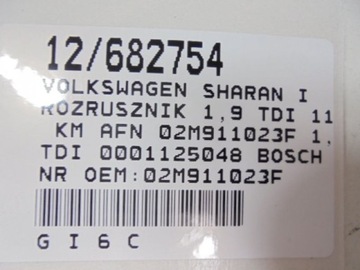 12/682754
VOLKSWAGEN SHARAN I
ROZRUSZNIK 1,9 TDI 11
KM AFN 02M911023F 1,
TDI 0001125048 BOSCH
NR OEM:02M911023F
G I 6 C